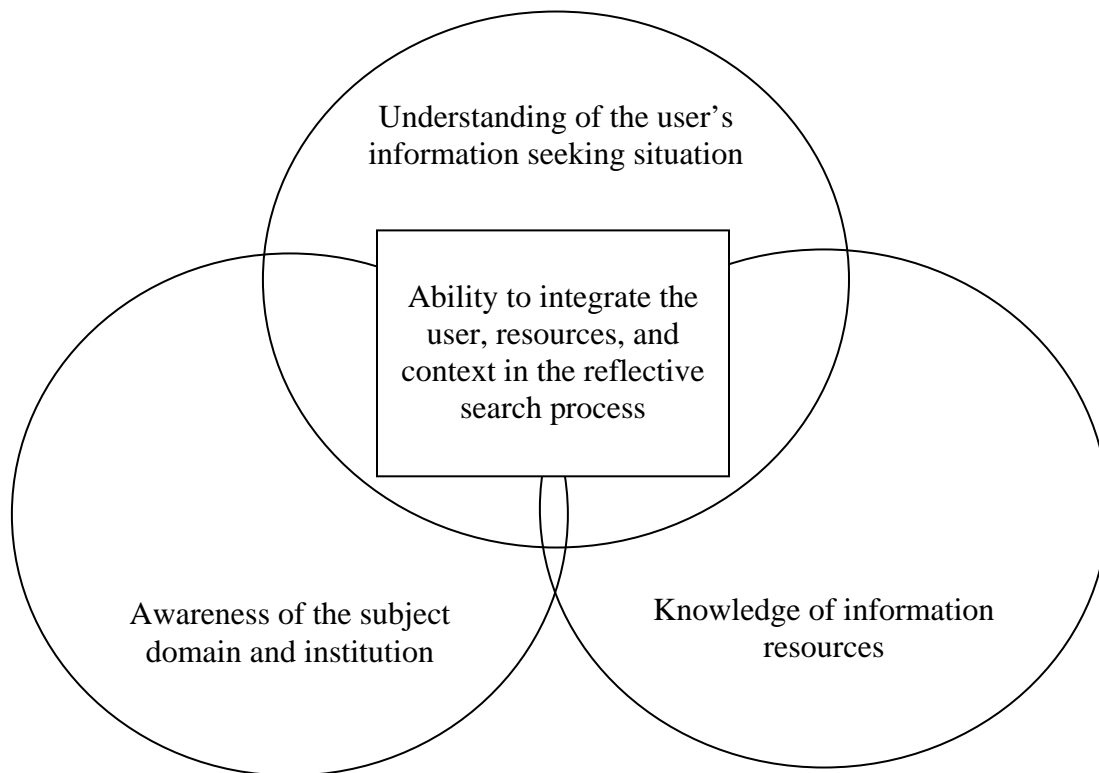 Understanding of the user’s
information seeking situation
Ability to integrate the
user, resources, and
context in the reflective
search process
Awareness of the subject
domain and institution
Knowledge of information
resources